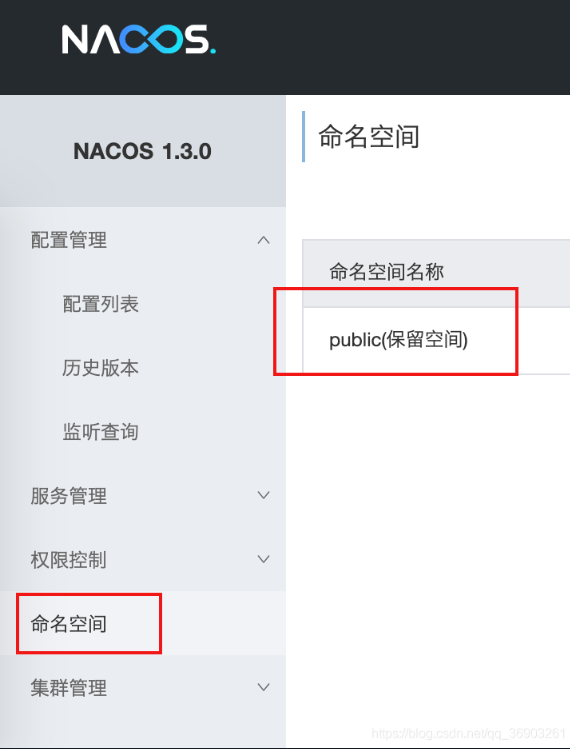 NACOS.
NACOS 1.3.0
配置管理
配置列表
历史版本
监听查询
服务管理
权限控制
命名空间
集群管理
命名空间
命名空间名称
public(保留空间)
https://blog.csdn.net/qq_36903261